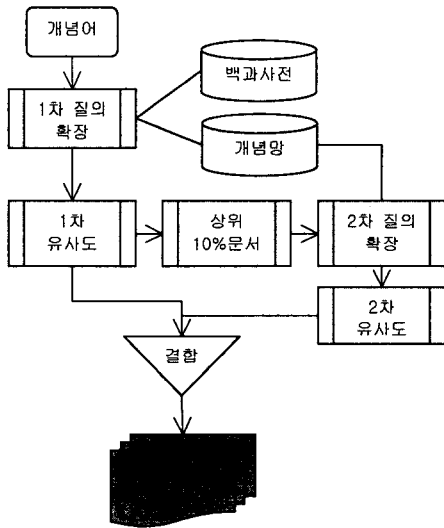 개념어
1차 질의
확장
백과사전
개념망
1차
유사도
상위
10%문서
2차 질의
확장
2차
유사도
결합